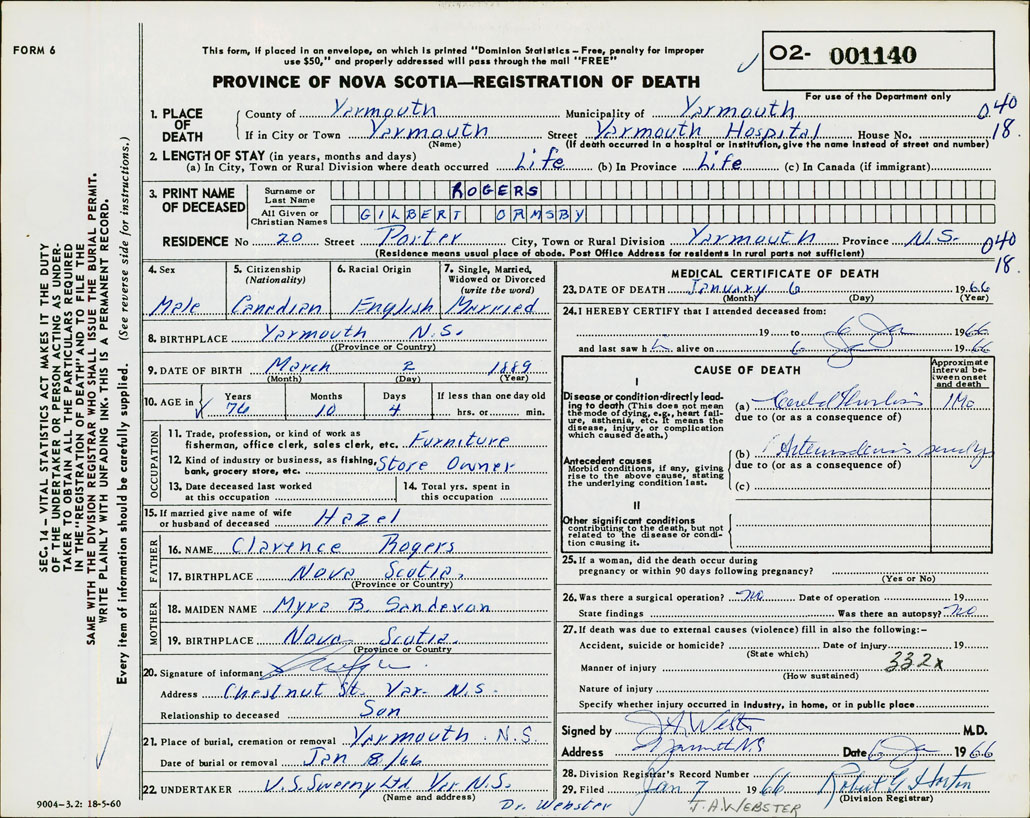 FORM 6
This form, if placed in an envelope, on which is printed "Dominion Statistics – Free, penalty for improper
use $50," and properly addressed will pass through the mail "FREE"
PROVINCE OF NOVA SCOTIA—REGISTRATION OF DEATH
02- 001140
For use of the Department only
1. PLACE OF DEATH
County of Yarmouth Municipality of Yarmouth 040
If in City or Town Yarmouth Street Yarmouth Hospital House No. 18.
(Name) (If death occurred in a hospital or institution, give the name instead of street and number)
2. LENGTH OF STAY (in years, months and days)
(a) In City, Town or Rural Division where death occurred Life (b) In Province Life (c) In Canada (if immigrant)
3. PRINT NAME OF DECEASED
Surname or Last Name ROGERS
All Given or Christian Names GILBERT ORMSBY
RESIDENCE No 20 Street Porter City, Town or Rural Division Yarmouth Province N.S. 040
(Residence means usual place of abode. Post Office Address for residents in rural parts not sufficient) 18.
4. Sex
Male
5. Citizenship
(Nationality)
Canadian
6. Racial Origin
English
7. Single, Married,
Widowed or Divorced
(write the word)
Married
8. BIRTHPLACE Yarmouth N.S.
(Province or Country)
9. DATE OF BIRTH March 2 1889
(Month) (Day) (Year)
10. AGE in Years Months Days If less than one day old
76 10 4 hrs. or min.
OCCUPATION
11. Trade, profession, or kind of work as
fisherman, office clerk, sales clerk, etc. Furniture
12. Kind of industry or business, as fishing,
bank, grocery store, etc. Store Owner
13. Date deceased last worked
at this occupation
14. Total yrs. spent in
this occupation
15. If married give name of wife
or husband of deceased Hazel
FATHER
16. NAME Clarence Rogers
17. BIRTHPLACE Nova Scotia.
(Province or Country)
MOTHER
18. MAIDEN NAME Myra B.
19. BIRTHPLACE Nova Scotia.
(Province or Country)
20. Signature of informant
Address Chestnut St. Yar. N.S.
Relationship to deceased Son
21. Place of burial, cremation or removal Yarmouth N.S.
Date of burial or removal Jan 8/66
22. UNDERTAKER V.S. Sweeny Ltd Yar N.S.
(Name and address)
MEDICAL CERTIFICATE OF DEATH
23. DATE OF DEATH January 6 1966
(Month) (Day) (Year)
24. I HEREBY CERTIFY that I attended deceased from:
19 to 6 Ja 1966
and last saw h alive on 6 Ja 1966
CAUSE OF DEATH
Approximate interval between onset and death
I
Disease or condition directly leading to death (This does not mean the mode of dying, e.g., heart failure, asthenia, etc. It means the disease, injury, or complication which caused death.)
(a) 1 Mo
due to (or as a consequence of)
Antecedent causes
Morbid conditions, if any, giving rise to the above cause, stating the underlying condition last.
(b)
due to (or as a consequence of)
(c)
II
Other significant conditions
contributing to the death, but not related to the disease or condition causing it.
25. If a woman, did the death occur during
pregnancy or within 90 days following pregnancy?
(Yes or No)
26. Was there a surgical operation? no Date of operation 19
State findings Was there an autopsy? no
27. If death was due to external causes (violence) fill in also the following:–
Accident, suicide or homicide? Date of injury 19
(State which)
Manner of injury 332x
(How sustained)
Nature of injury
Specify whether injury occurred in industry, in home, or in public place
Signed by M.D.
Address Yarmouth NS Date 6 Ja 1966
28. Division Registrar's Record Number
29. Filed Jan 7 1966 Robert G Horton
(Division Registrar)
Dr. Webster J.A. WEBSTER
SEC. 14 – VITAL STATISTICS ACT MAKES IT THE DUTY
OF THE UNDERTAKER OR PERSON ACTING AS UNDER-
TAKER TO OBTAIN ALL THE PARTICULARS REQUIRED
IN THE "REGISTRATION OF DEATH" AND TO FILE THE
SAME WITH THE DIVISION REGISTRAR WHO SHALL ISSUE THE BURIAL PERMIT.
WRITE PLAINLY WITH UNFADING INK. THIS IS A PERMANENT RECORD.
Every item of information should be carefully supplied. (See reverse side for instructions.)
9004-3.2: 18-5-60